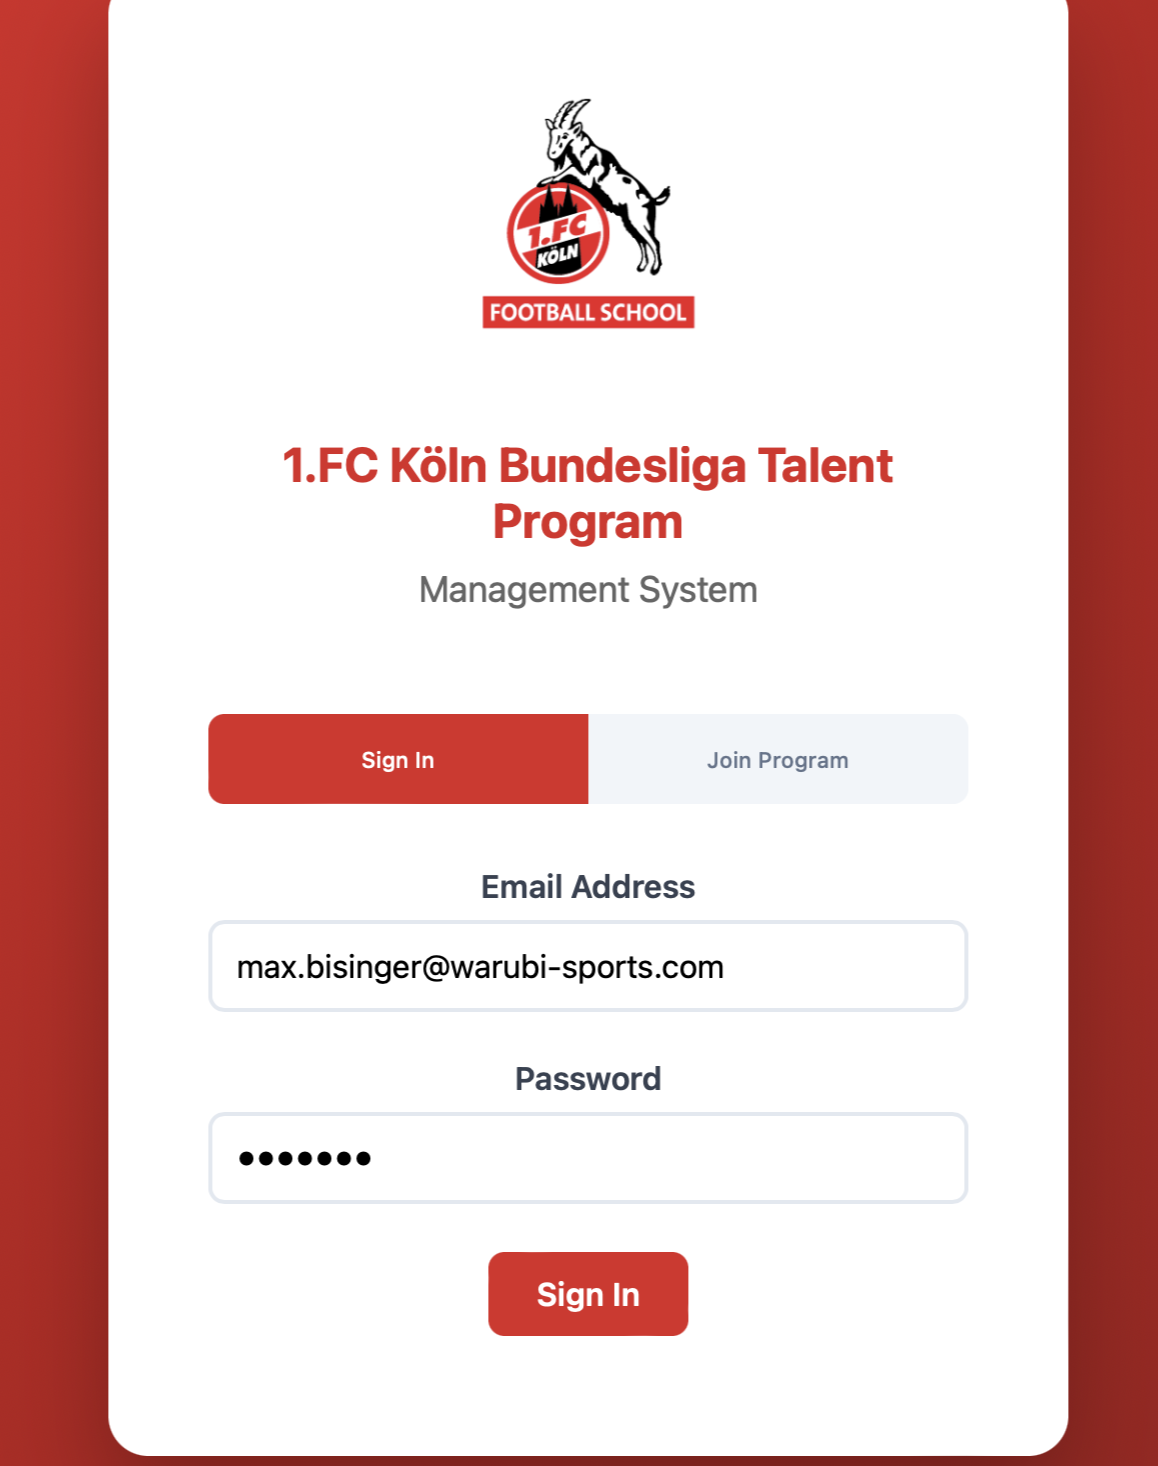 1.FC
KÖLN
FOOTBALL SCHOOL
1.FC Köln Bundesliga Talent
Program
Management System
Sign In
Join Program
Email Address
max.bisinger@warubi-sports.com
Password
Sign In